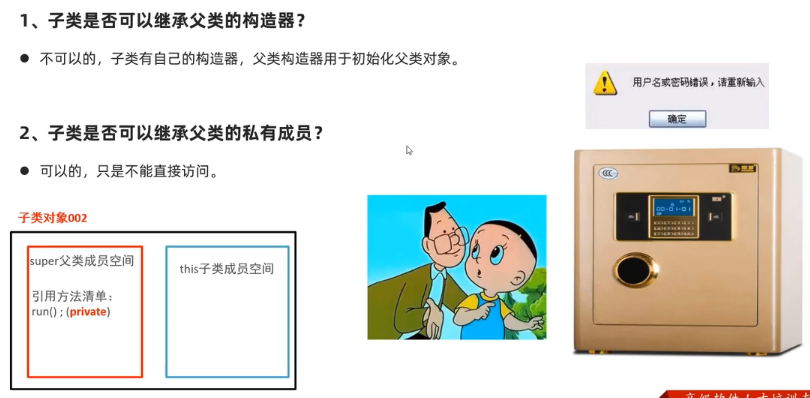 1、子类是否可以继承父类的构造器？
● 不可以的，子类有自己的构造器，父类构造器用于初始化父类对象。
用户名或密码错误，请重新输入
确定
2、子类是否可以继承父类的私有成员？
● 可以的，只是不能直接访问。
子类对象002
super父类成员空间
this子类成员空间
引用方法清单：
run() ; (private)
CCC
00-01-01